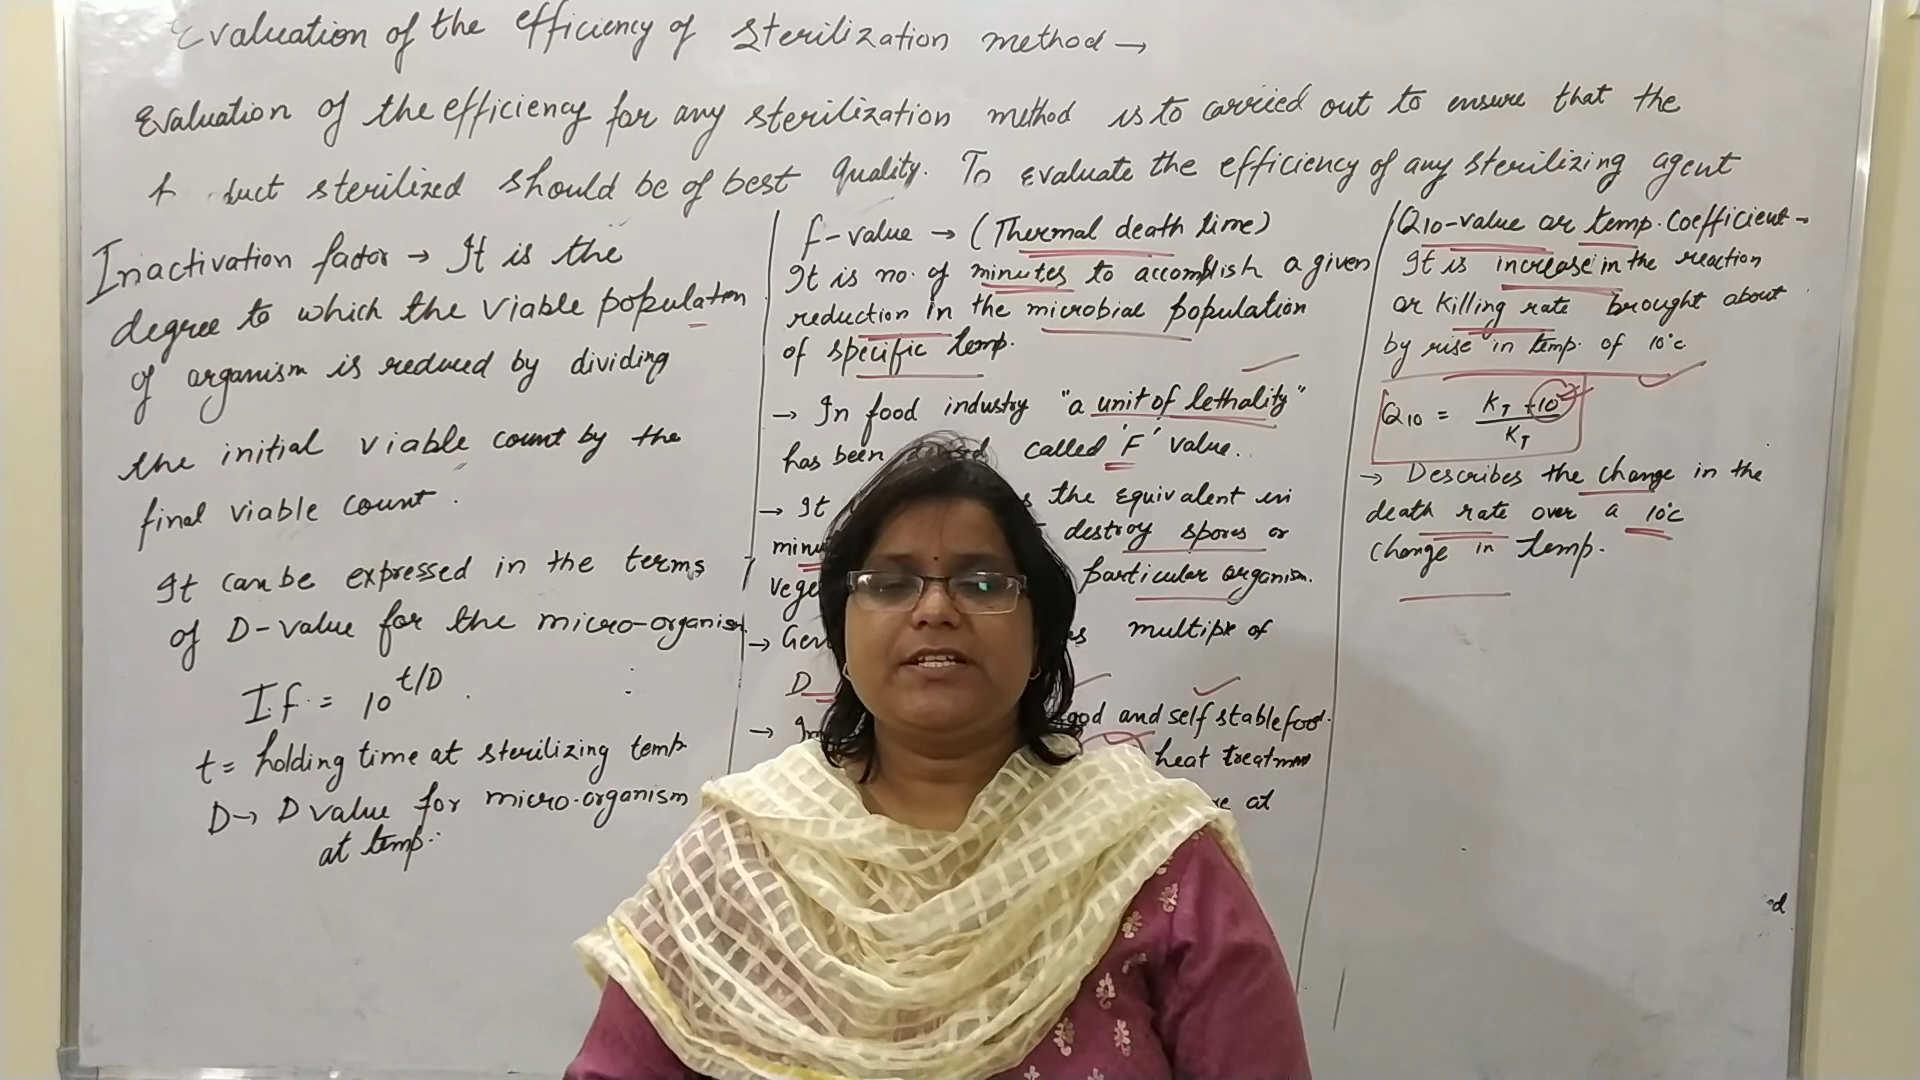 Evaluation of the efficiency of sterilization method →
Evaluation of the efficiency for any sterilization method is to carried out to ensure that the
duct sterilized should be of best quality. To evaluate the efficiency of any sterilizing agent
Inactivation factor → It is the
degree to which the viable population
of organism is reduced by dividing
the initial viable count by the
final viable count.
It can be expressed in the terms
of D-value for the micro-organism
I.f. = 10^t/D.
t = holding time at sterilizing temp
D → D value for micro-organism
at temp.
f-value → (Thermal death time)
It is no. of minutes to accomplish a given
reduction in the microbial population
of specific temp.
→ In food industry "a unit of lethality"
has been called 'F' value.
→ It the equivalent in
destroy spores or
particular organism.
→ multiple of
D
→ and self stable food.
heat treatment
at
Q10-value or temp. coefficient →
It is increase in the reaction
or killing rate brought about
by rise in temp. of 10°C
Q10 = KT+10 / KT
→ Describes the change in the
death rate over a 10°C
change in temp.